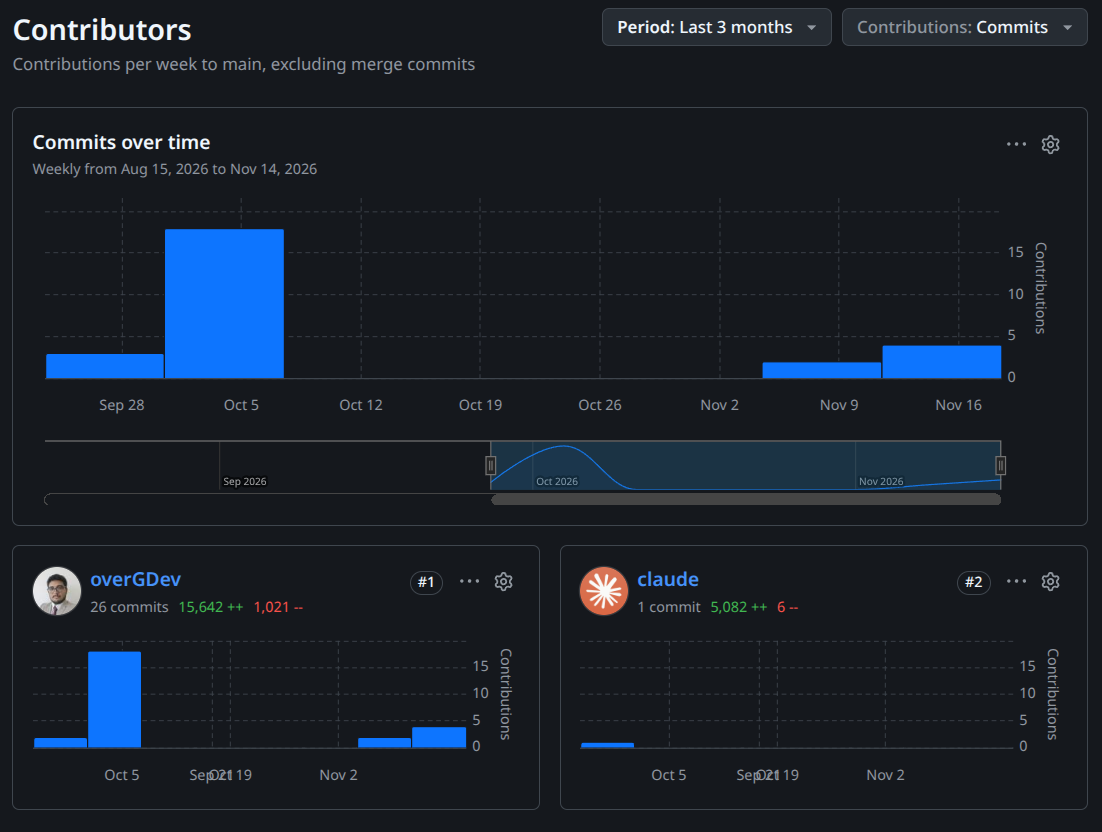 Contributors
Period: Last 3 months
Contributions: Commits
Contributions per week to main, excluding merge commits
Commits over time
Weekly from Aug 15, 2026 to Nov 14, 2026
15
10
5
0
Contributions
Sep 28 Oct 5 Oct 12 Oct 19 Oct 26 Nov 2 Nov 9 Nov 16
Sep 2026 Oct 2026 Nov 2026
overGDev
#1
26 commits 15,642 ++ 1,021 --
15
10
5
0
Contributions
Oct 5 Sep 21 Oct 19 Nov 2
claude
#2
1 commit 5,082 ++ 6 --
15
10
5
0
Contributions
Oct 5 Sep 21 Oct 19 Nov 2